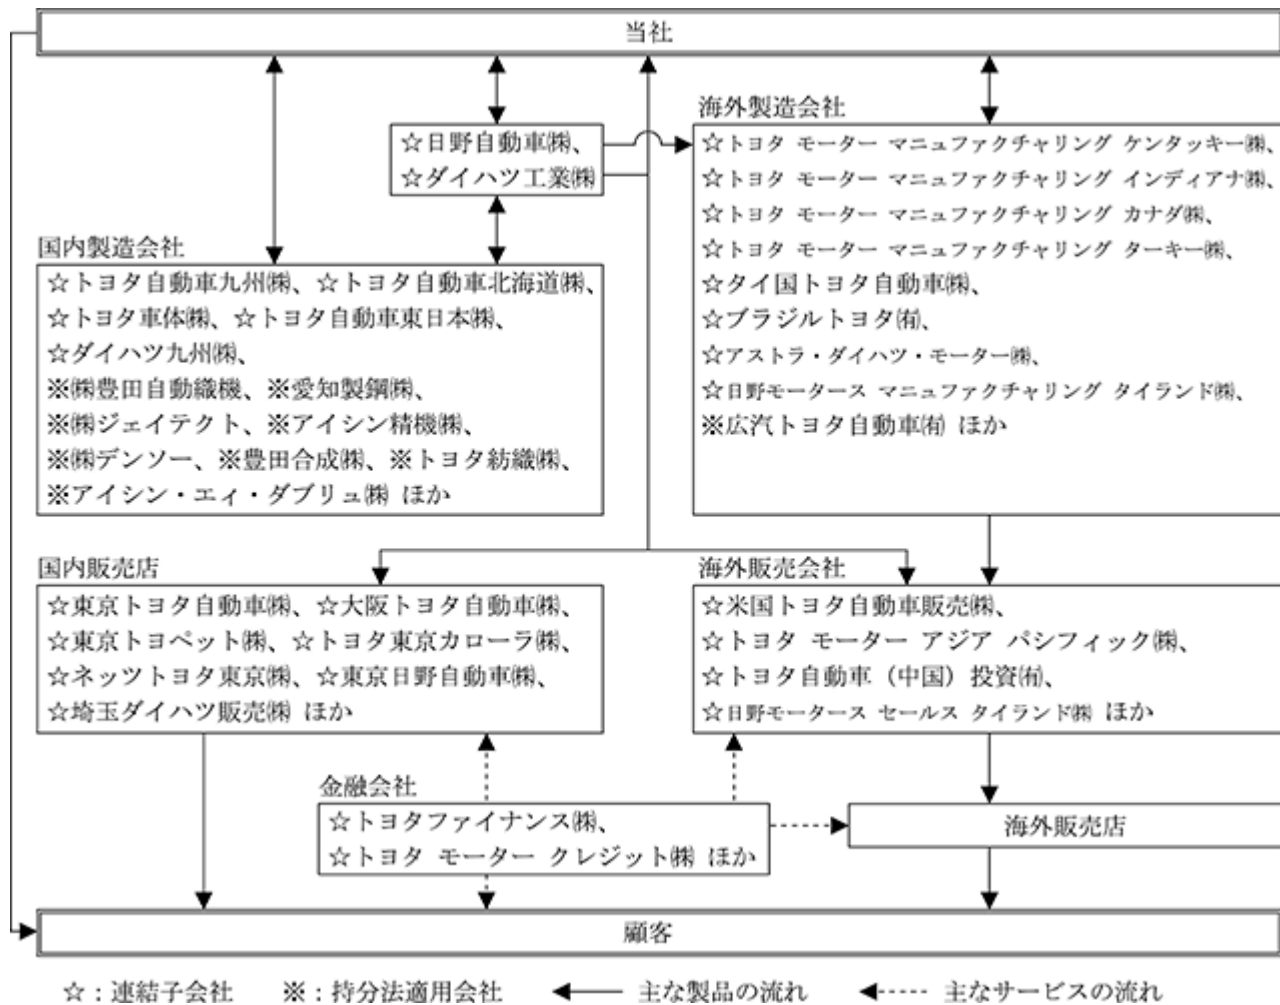 当社
☆日野自動車㈱、
☆ダイハツ工業㈱
海外製造会社
☆トヨタ モーター マニュファクチャリング ケンタッキー㈱、
☆トヨタ モーター マニュファクチャリング インディアナ㈱、
☆トヨタ モーター マニュファクチャリング カナダ㈱、
☆トヨタ モーター マニュファクチャリング ターキー㈱、
☆タイ国トヨタ自動車㈱、
☆ブラジルトヨタ㈲、
☆アストラ・ダイハツ・モーター㈱、
☆日野モータース マニュファクチャリング タイランド㈱、
※広汽トヨタ自動車㈲ ほか
国内製造会社
☆トヨタ自動車九州㈱、☆トヨタ自動車北海道㈱、
☆トヨタ車体㈱、☆トヨタ自動車東日本㈱、
☆ダイハツ九州㈱、
※㈱豊田自動織機、※愛知製鋼㈱、
※㈱ジェイテクト、※アイシン精機㈱、
※㈱デンソー、※豊田合成㈱、※トヨタ紡織㈱、
※アイシン・エィ・ダブリュ㈱ ほか
国内販売店
☆東京トヨタ自動車㈱、☆大阪トヨタ自動車㈱、
☆東京トヨペット㈱、☆トヨタ東京カローラ㈱、
☆ネッツトヨタ東京㈱、☆東京日野自動車㈱、
☆埼玉ダイハツ販売㈱ ほか
海外販売会社
☆米国トヨタ自動車販売㈱、
☆トヨタ モーター アジア パシフィック㈱、
☆トヨタ自動車（中国）投資㈲、
☆日野モータース セールス タイランド㈱ ほか
金融会社
☆トヨタファイナンス㈱、
☆トヨタ モーター クレジット㈱ ほか
海外販売店
顧客
☆：連結子会社 ※：持分法適用会社 主な製品の流れ 主なサービスの流れ